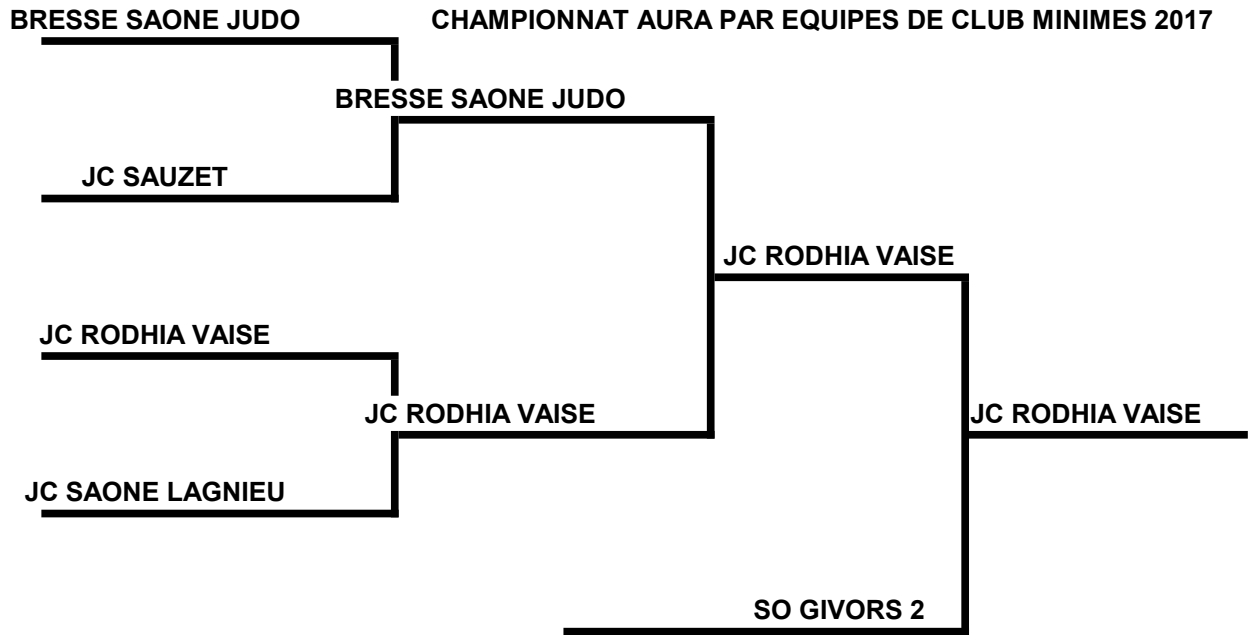 BRESSE SAONE JUDO
CHAMPIONNAT AURA PAR EQUIPES DE CLUB MINIMES 2017
BRESSE SAONE JUDO
JC SAUZET
JC RODHIA VAISE
JC RODHIA VAISE
JC RODHIA VAISE
JC RODHIA VAISE
JC SAONE LAGNIEU
SO GIVORS 2